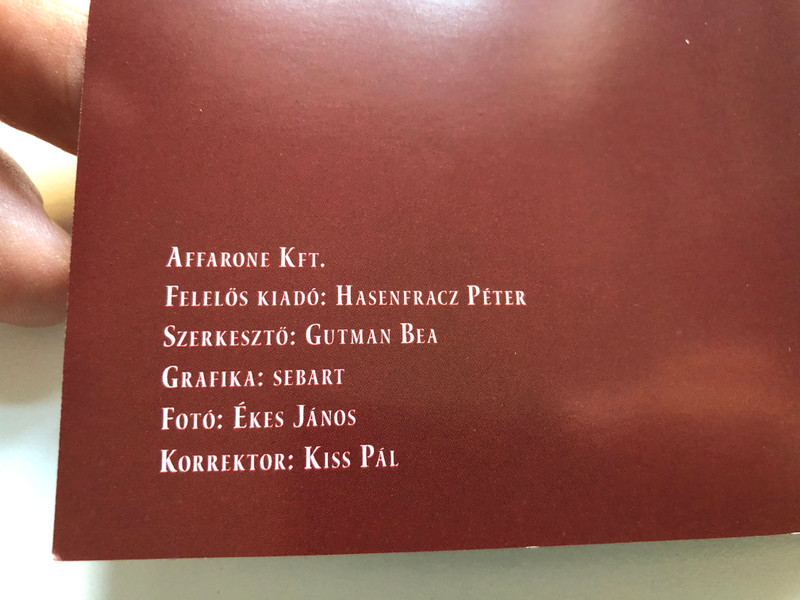 Affarone Kft.
Felelős kiadó: Hasenfracz Péter
Szerkesztő: Gutman Bea
Grafika: sebart
Fotó: Ékes János
Korrektor: Kiss Pál